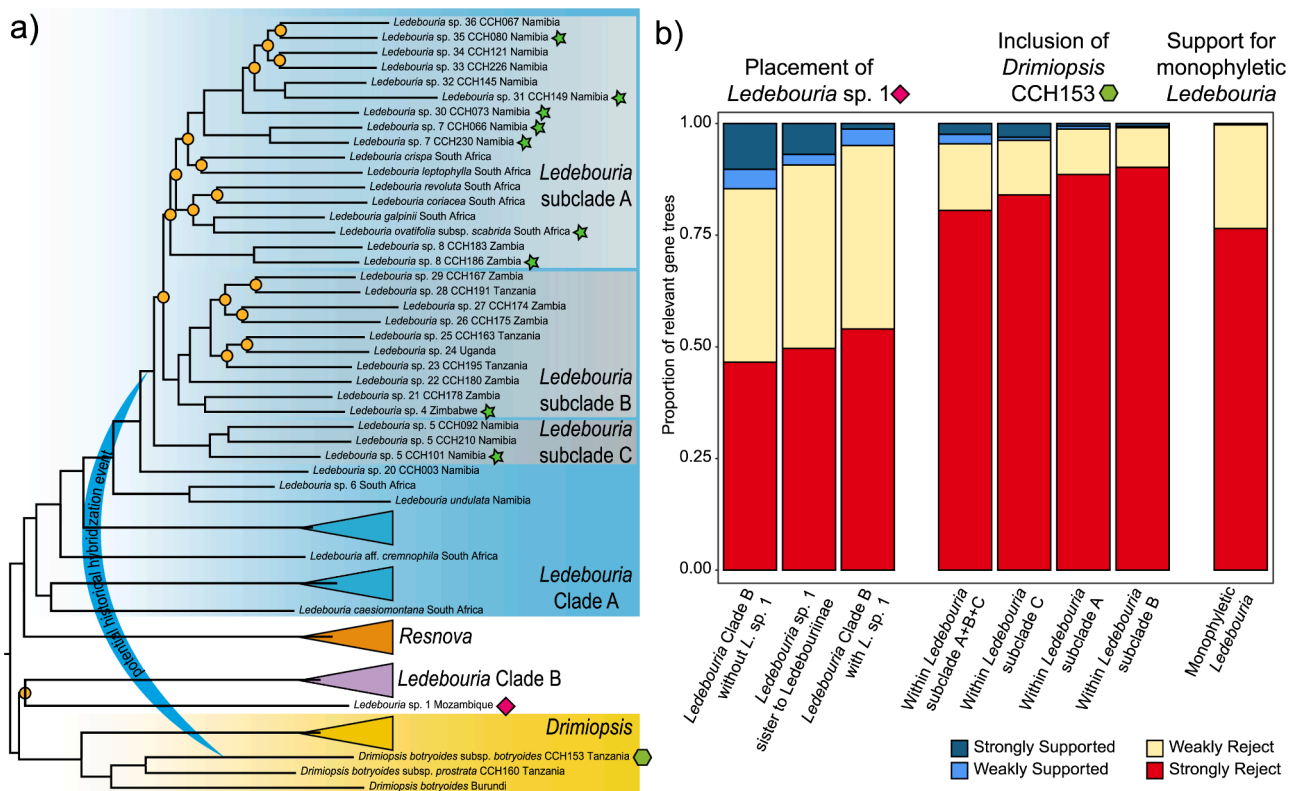 a)
Ledebouria sp. 36 CCH067 Namibia
Ledebouria sp. 35 CCH080 Namibia
Ledebouria sp. 34 CCH121 Namibia
Ledebouria sp. 33 CCH226 Namibia
Ledebouria sp. 32 CCH145 Namibia
Ledebouria sp. 31 CCH149 Namibia
Ledebouria sp. 30 CCH073 Namibia
Ledebouria sp. 7 CCH066 Namibia
Ledebouria sp. 7 CCH230 Namibia
Ledebouria crispa South Africa
Ledebouria leptophylla South Africa
Ledebouria revoluta South Africa
Ledebouria coriacea South Africa
Ledebouria galpinii South Africa
Ledebouria ovatifolia subsp. scabrida South Africa
Ledebouria sp. 8 CCH183 Zambia
Ledebouria sp. 8 CCH186 Zambia
Ledebouria
subclade A
Ledebouria sp. 29 CCH167 Zambia
Ledebouria sp. 28 CCH191 Tanzania
Ledebouria sp. 27 CCH174 Zambia
Ledebouria sp. 26 CCH175 Zambia
Ledebouria sp. 25 CCH163 Tanzania
Ledebouria sp. 24 Uganda
Ledebouria sp. 23 CCH195 Tanzania
Ledebouria sp. 22 CCH180 Zambia
Ledebouria sp. 21 CCH178 Zambia
Ledebouria sp. 4 Zimbabwe
Ledebouria
subclade B
Ledebouria sp. 5 CCH092 Namibia
Ledebouria sp. 5 CCH210 Namibia
Ledebouria sp. 5 CCH101 Namibia
Ledebouria
subclade C
Ledebouria sp. 20 CCH003 Namibia
Ledebouria sp. 6 South Africa
Ledebouria undulata Namibia
Ledebouria aff. cremnophila South Africa
Ledebouria caesiomontana South Africa
Ledebouria
Clade A
potential historical hybridization event
Resnova
Ledebouria Clade B
Ledebouria sp. 1 Mozambique
Drimiopsis
Drimiopsis botryoides subsp. botryoides CCH153 Tanzania
Drimiopsis botryoides subsp. prostrata CCH160 Tanzania
Drimiopsis botryoides Burundi
b)
Placement of
Ledebouria sp. 1
Inclusion of
Drimiopsis
CCH153
Support for
monophyletic
Ledebouria
Proportion of relevant gene trees
1.00
0.75
0.50
0.25
0.00
Ledebouria Clade B
without L. sp. 1
Ledebouria sp. 1
sister to Ledebouriinae
Ledebouria Clade B
with L. sp. 1
Within Ledebouria
subclade A+B+C
Within Ledebouria
subclade C
Within Ledebouria
subclade A
Within Ledebouria
subclade B
Monophyletic
Ledebouria
Strongly Supported
Weakly Supported
Weakly Reject
Strongly Reject